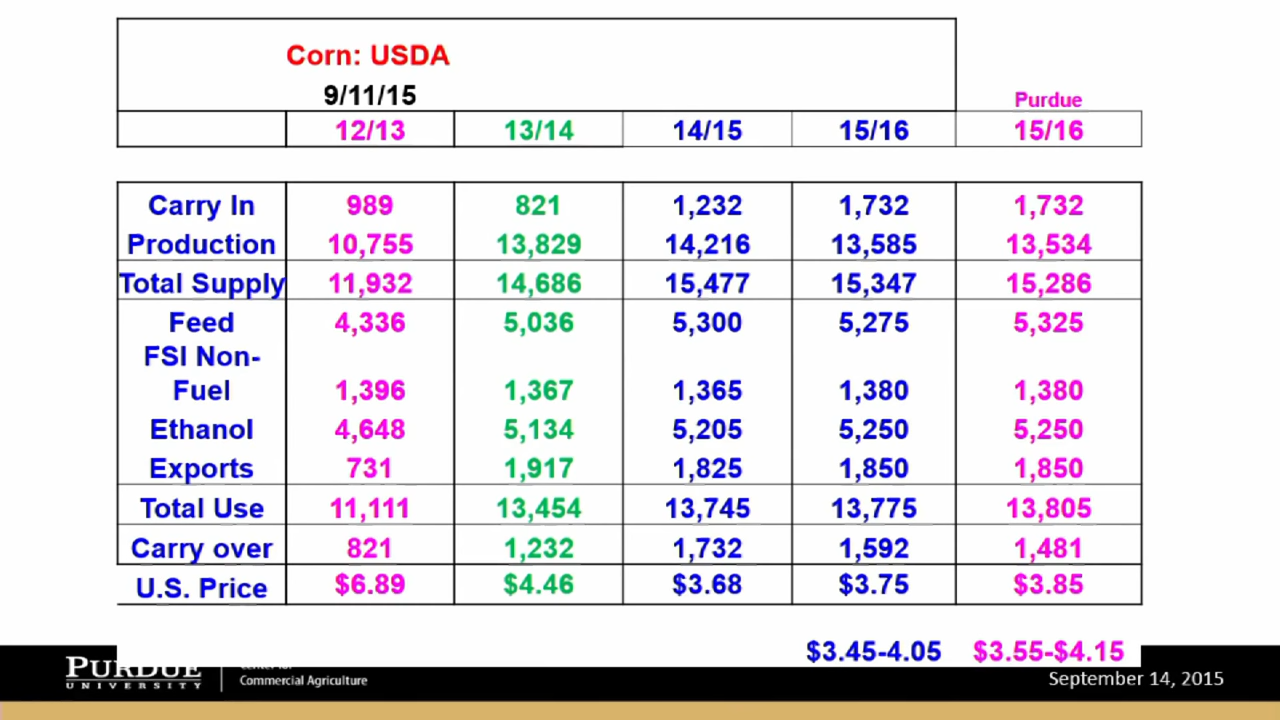 Corn: USDA
9/11/15
Purdue
12/13 13/14 14/15 15/16 15/16
Carry In 989 821 1,232 1,732 1,732
Production 10,755 13,829 14,216 13,585 13,534
Total Supply 11,932 14,686 15,477 15,347 15,286
Feed 4,336 5,036 5,300 5,275 5,325
FSI Non-
Fuel 1,396 1,367 1,365 1,380 1,380
Ethanol 4,648 5,134 5,205 5,250 5,250
Exports 731 1,917 1,825 1,850 1,850
Total Use 11,111 13,454 13,745 13,775 13,805
Carry over 821 1,232 1,732 1,592 1,481
U.S. Price $6.89 $4.46 $3.68 $3.75 $3.85
$3.45-4.05 $3.55-$4.15
PURDUE
UNIVERSITY
Commercial Agriculture
September 14, 2015